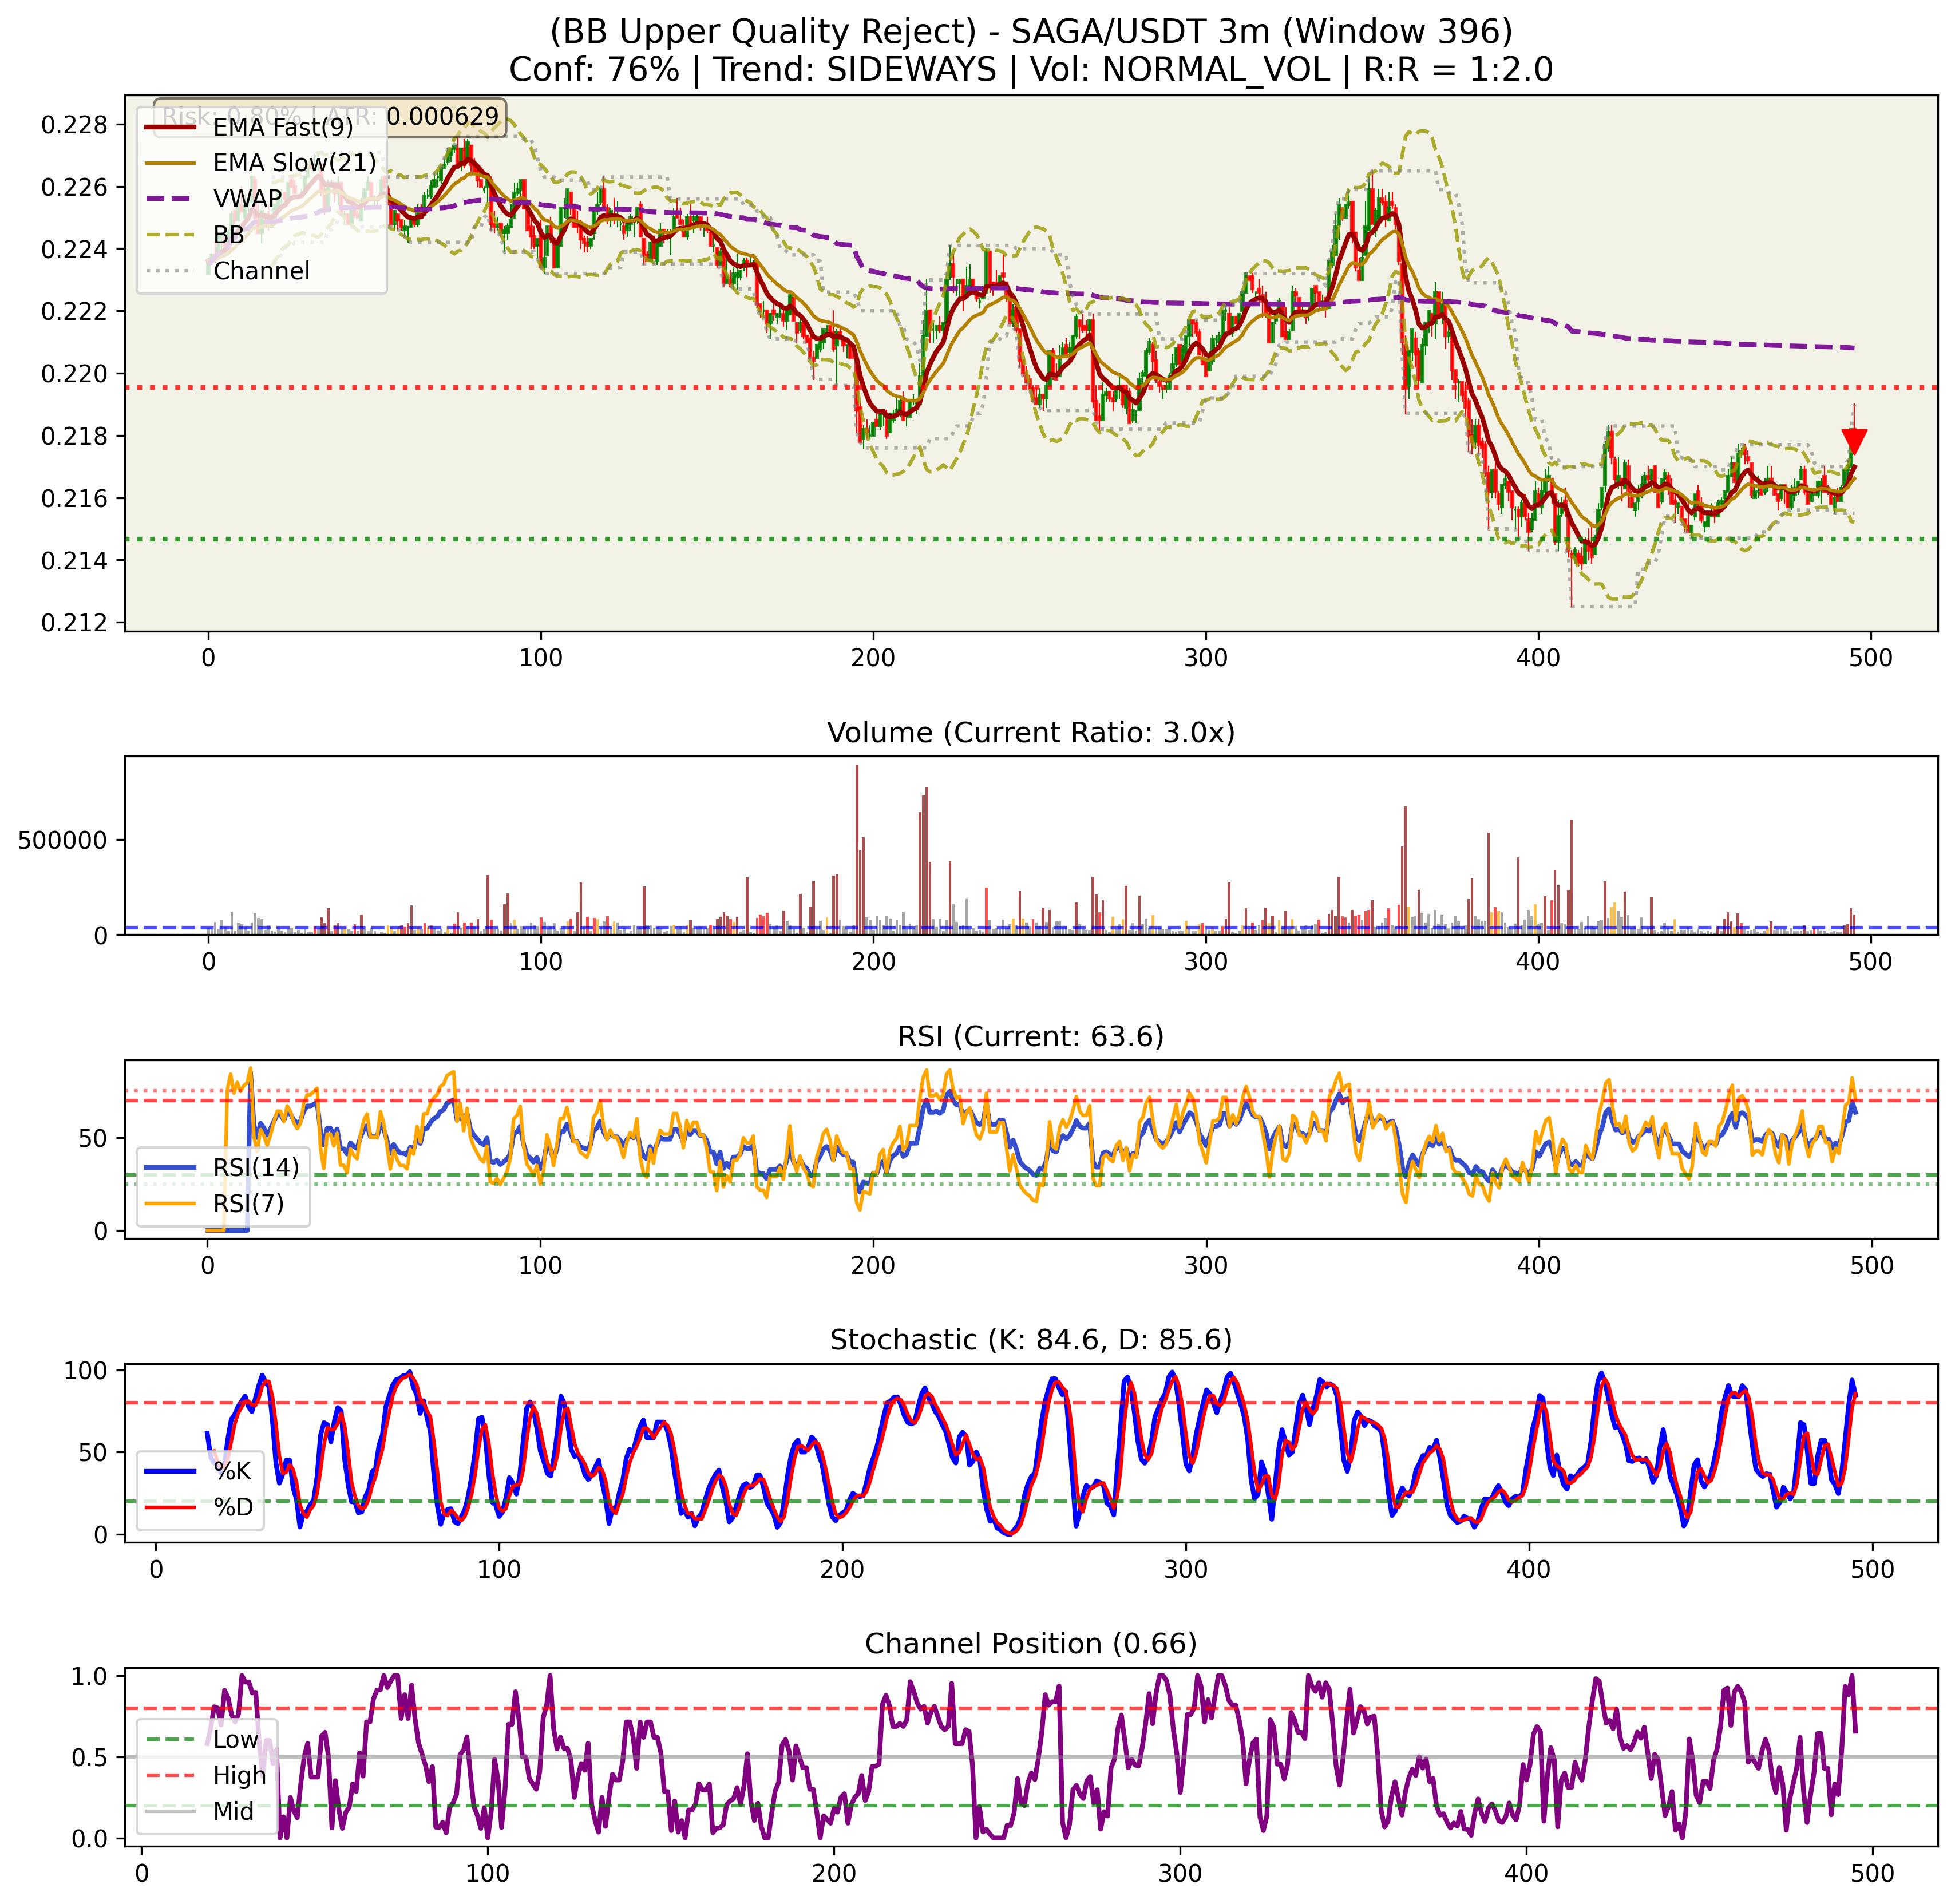 (BB Upper Quality Reject) - SAGA/USDT 3m (Window 396)
Conf: 76% | Trend: SIDEWAYS | Vol: NORMAL_VOL | R:R = 1:2.0
Risk: 0.80% | ATR: 0.000629
EMA Fast(9)
EMA Slow(21)
VWAP
BB
Channel
0.228
0.226
0.224
0.222
0.220
0.218
0.216
0.214
0.212
0 100 200 300 400 500
Volume (Current Ratio: 3.0x)
500000
0
0 100 200 300 400 500
RSI (Current: 63.6)
50
0
RSI(14)
RSI(7)
0 100 200 300 400 500
Stochastic (K: 84.6, D: 85.6)
100
50
0
%K
%D
0 100 200 300 400 500
Channel Position (0.66)
1.0
0.5
0.0
Low
High
Mid
0 100 200 300 400 500